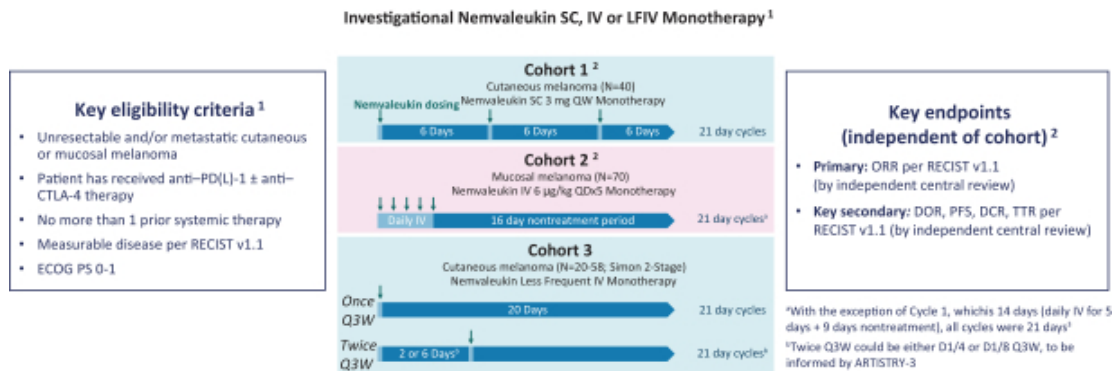 Investigational Nemvaleukin SC, IV or LFIV Monotherapy 1
Key eligibility criteria 1
• Unresectable and/or metastatic cutaneous
or mucosal melanoma
• Patient has received anti–PD(L)-1 ± anti–
CTLA-4 therapy
• No more than 1 prior systemic therapy
• Measurable disease per RECIST v1.1
• ECOG PS 0-1
Cohort 1 2
Cutaneous melanoma (N=40)
Nemvaleukin SC 3 mg QW Monotherapy
Nemvaleukin dosing
6 Days 6 Days 6 Days 21 day cycles
Cohort 2 2
Mucosal melanoma (N=70)
Nemvaleukin IV 6 µg/kg QDx5 Monotherapy
Daily IV 16 day nontreatment period 21 day cyclesᵃ
Cohort 3
Cutaneous melanoma (N=20-58; Simon 2-Stage)
Nemvaleukin Less Frequent IV Monotherapy
Once
Q3W
20 Days 21 day cycles
Twice
Q3W
2 or 6 Daysᵇ 21 day cyclesᵇ
Key endpoints
(independent of cohort) 2
• Primary: ORR per RECIST v1.1
(by independent central review)
• Key secondary: DOR, PFS, DCR, TTR per
RECIST v1.1 (by independent central review)
ᵃWith the exception of Cycle 1, whichis 14 days (daily IV for 5
days + 9 days nontreatment), all cycles were 21 days
ᵇTwice Q3W could be either D1/4 or D1/8 Q3W, to be
informed by ARTISTRY-3